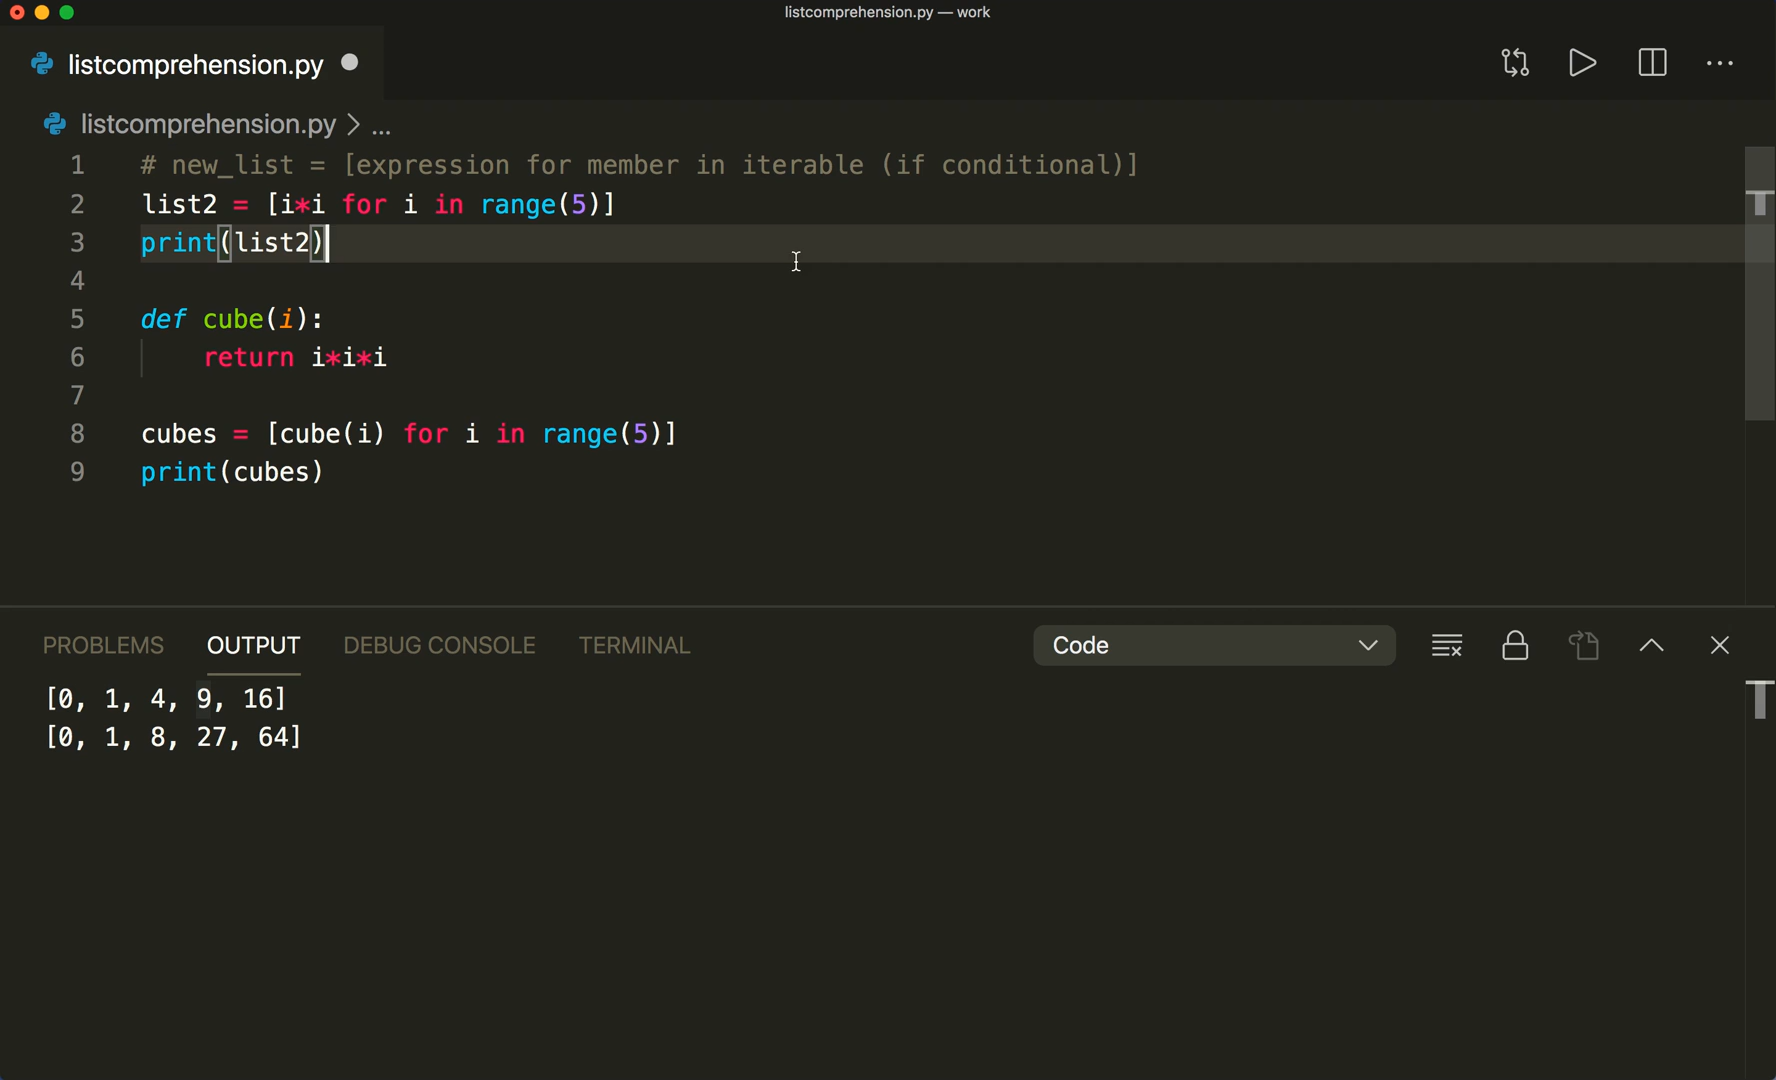 listcomprehension.py — work
listcomprehension.py
listcomprehension.py > ...
1 # new_list = [expression for member in iterable (if conditional)]
2 list2 = [i*i for i in range(5)]
3 print(list2)
4
5 def cube(i):
6     return i*i*i
7
8 cubes = [cube(i) for i in range(5)]
9 print(cubes)
PROBLEMS OUTPUT DEBUG CONSOLE TERMINAL Code
[0, 1, 4, 9, 16]
[0, 1, 8, 27, 64]